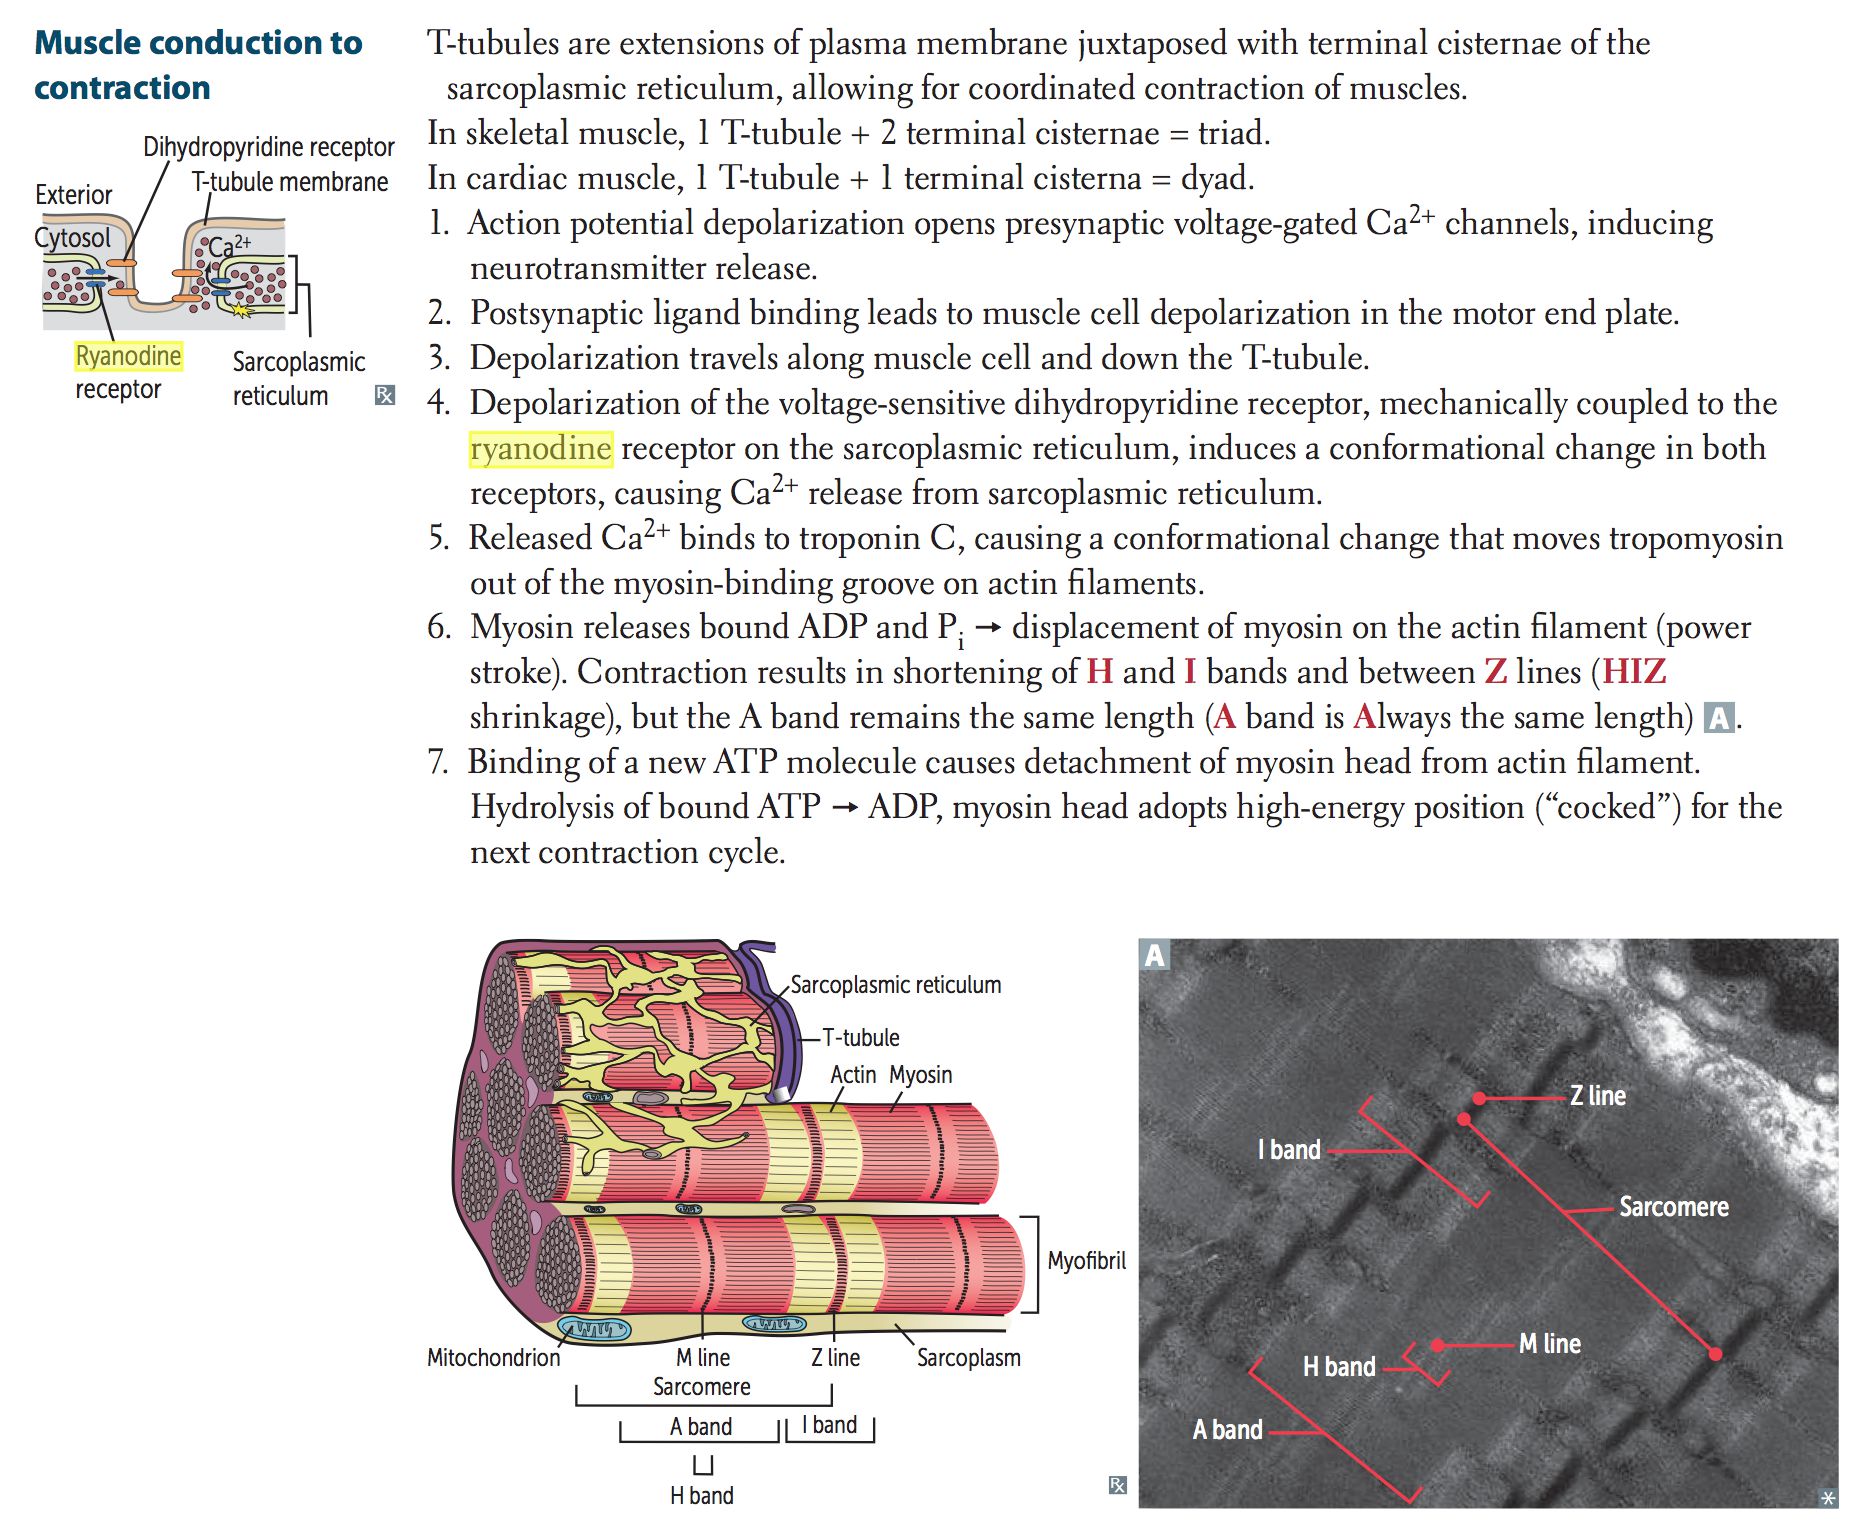 Muscle conduction to
contraction
Dihydropyridine receptor
T-tubule membrane
Exterior
Cytosol
Ca2+
Ryanodine
receptor
Sarcoplasmic
reticulum
Rx
T-tubules are extensions of plasma membrane juxtaposed with terminal cisternae of the
sarcoplasmic reticulum, allowing for coordinated contraction of muscles.
In skeletal muscle, 1 T-tubule + 2 terminal cisternae = triad.
In cardiac muscle, 1 T-tubule + 1 terminal cisterna = dyad.
1. Action potential depolarization opens presynaptic voltage-gated Ca2+ channels, inducing
neurotransmitter release.
2. Postsynaptic ligand binding leads to muscle cell depolarization in the motor end plate.
3. Depolarization travels along muscle cell and down the T-tubule.
4. Depolarization of the voltage-sensitive dihydropyridine receptor, mechanically coupled to the
ryanodine receptor on the sarcoplasmic reticulum, induces a conformational change in both
receptors, causing Ca2+ release from sarcoplasmic reticulum.
5. Released Ca2+ binds to troponin C, causing a conformational change that moves tropomyosin
out of the myosin-binding groove on actin filaments.
6. Myosin releases bound ADP and Pi → displacement of myosin on the actin filament (power
stroke). Contraction results in shortening of H and I bands and between Z lines (HIZ
shrinkage), but the A band remains the same length (A band is Always the same length) A.
7. Binding of a new ATP molecule causes detachment of myosin head from actin filament.
Hydrolysis of bound ATP → ADP, myosin head adopts high-energy position (“cocked”) for the
next contraction cycle.
Sarcoplasmic reticulum
T-tubule
Actin Myosin
Myofibril
Mitochondrion
M line
Z line
Sarcoplasm
Sarcomere
A band
I band
H band
Rx
A
Z line
I band
Sarcomere
M line
H band
A band
*